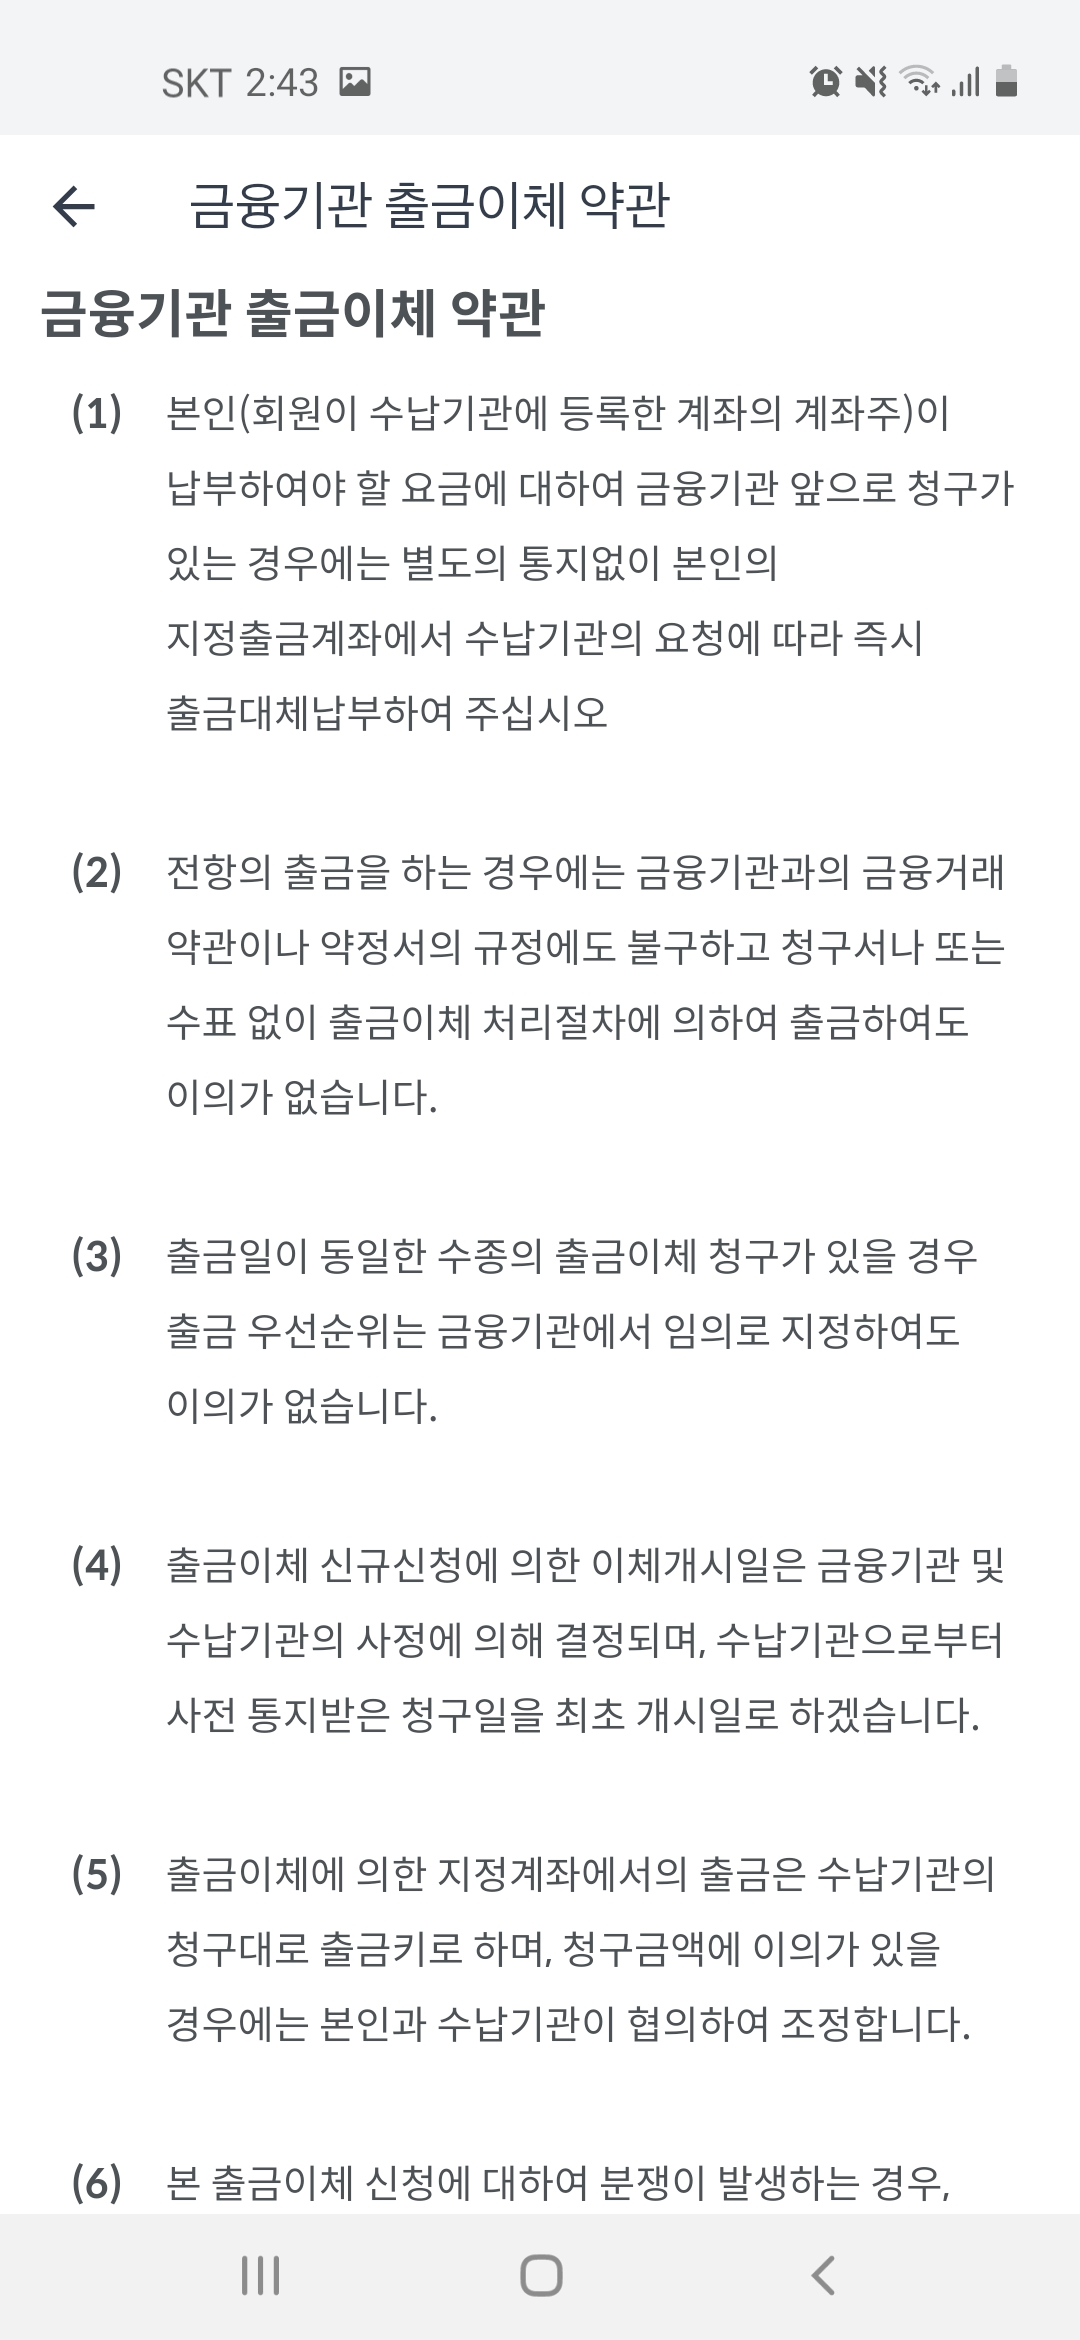 SKT 2:43
금융기관 출금이체 약관
금융기관 출금이체 약관
(1) 본인(회원이 수납기관에 등록한 계좌의 계좌주)이
납부하여야 할 요금에 대하여 금융기관 앞으로 청구가
있는 경우에는 별도의 통지없이 본인의
지정출금계좌에서 수납기관의 요청에 따라 즉시
출금대체납부하여 주십시오
(2) 전항의 출금을 하는 경우에는 금융기관과의 금융거래
약관이나 약정서의 규정에도 불구하고 청구서나 또는
수표 없이 출금이체 처리절차에 의하여 출금하여도
이의가 없습니다.
(3) 출금일이 동일한 수종의 출금이체 청구가 있을 경우
출금 우선순위는 금융기관에서 임의로 지정하여도
이의가 없습니다.
(4) 출금이체 신규신청에 의한 이체개시일은 금융기관 및
수납기관의 사정에 의해 결정되며, 수납기관으로부터
사전 통지받은 청구일을 최초 개시일로 하겠습니다.
(5) 출금이체에 의한 지정계좌에서의 출금은 수납기관의
청구대로 출금키로 하며, 청구금액에 이의가 있을
경우에는 본인과 수납기관이 협의하여 조정합니다.
(6) 본 출금이체 신청에 대하여 분쟁이 발생하는 경우,